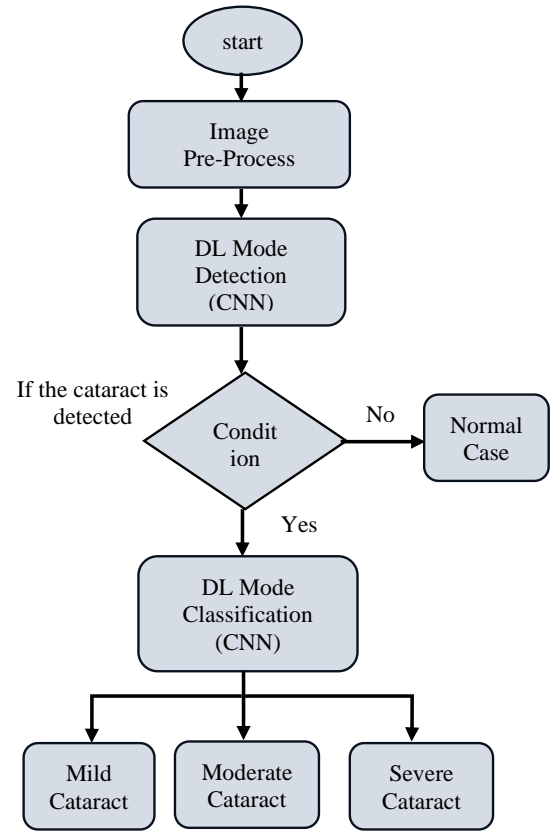 start
Image
Pre-Process
DL Mode
Detection
(CNN)
If the cataract is
detected
Condit
ion
No
Normal
Case
Yes
DL Mode
Classification
(CNN)
Mild
Cataract
Moderate
Cataract
Severe
Cataract